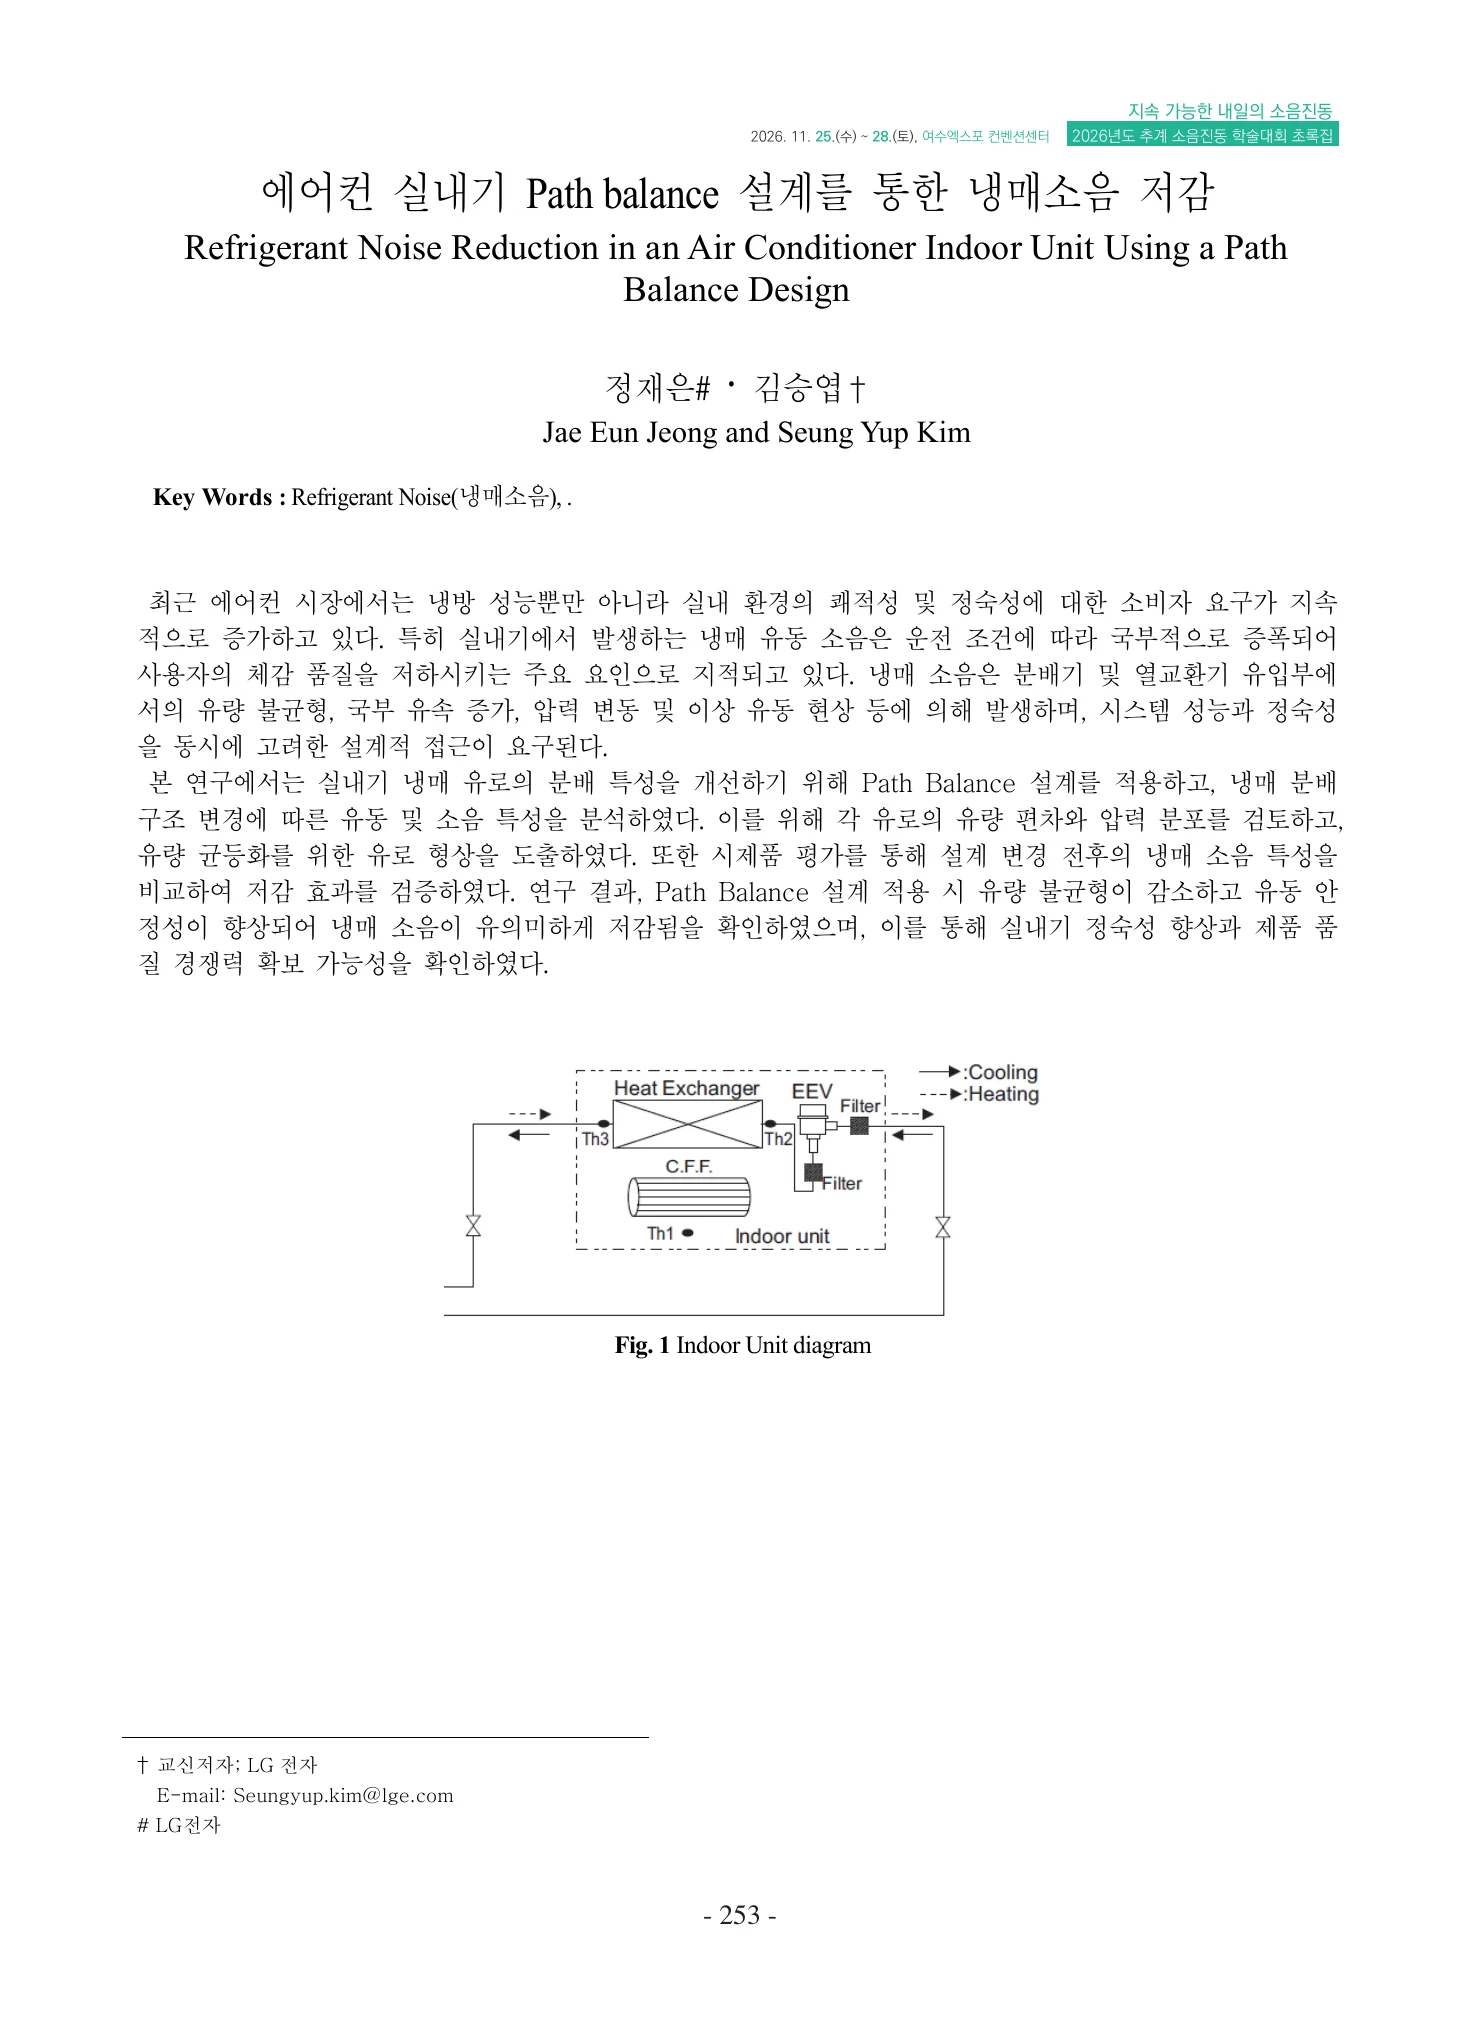 지속 가능한 내일의 소음진동
2026. 11. 25.(수) ~ 28.(토), 여수엑스포 컨벤션센터 2026년도 추계 소음진동 학술대회 초록집
에어컨 실내기 Path balance 설계를 통한 냉매소음 저감
Refrigerant Noise Reduction in an Air Conditioner Indoor Unit Using a Path
Balance Design
정재은# · 김승엽†
Jae Eun Jeong and Seung Yup Kim
Key Words : Refrigerant Noise(냉매소음), .
최근 에어컨 시장에서는 냉방 성능뿐만 아니라 실내 환경의 쾌적성 및 정숙성에 대한 소비자 요구가 지속
적으로 증가하고 있다. 특히 실내기에서 발생하는 냉매 유동 소음은 운전 조건에 따라 국부적으로 증폭되어
사용자의 체감 품질을 저하시키는 주요 요인으로 지적되고 있다. 냉매 소음은 분배기 및 열교환기 유입부에
서의 유량 불균형, 국부 유속 증가, 압력 변동 및 이상 유동 현상 등에 의해 발생하며, 시스템 성능과 정숙성
을 동시에 고려한 설계적 접근이 요구된다.
본 연구에서는 실내기 냉매 유로의 분배 특성을 개선하기 위해 Path Balance 설계를 적용하고, 냉매 분배
구조 변경에 따른 유동 및 소음 특성을 분석하였다. 이를 위해 각 유로의 유량 편차와 압력 분포를 검토하고,
유량 균등화를 위한 유로 형상을 도출하였다. 또한 시제품 평가를 통해 설계 변경 전후의 냉매 소음 특성을
비교하여 저감 효과를 검증하였다. 연구 결과, Path Balance 설계 적용 시 유량 불균형이 감소하고 유동 안
정성이 향상되어 냉매 소음이 유의미하게 저감됨을 확인하였으며, 이를 통해 실내기 정숙성 향상과 제품 품
질 경쟁력 확보 가능성을 확인하였다.
:Cooling
:Heating
Heat Exchanger
EEV
Filter
Th3
Th2
C.F.F.
Filter
Th1
Indoor unit
Fig. 1 Indoor Unit diagram
† 교신저자; LG 전자
E-mail: Seungyup.kim@lge.com
# LG전자
- 253 -